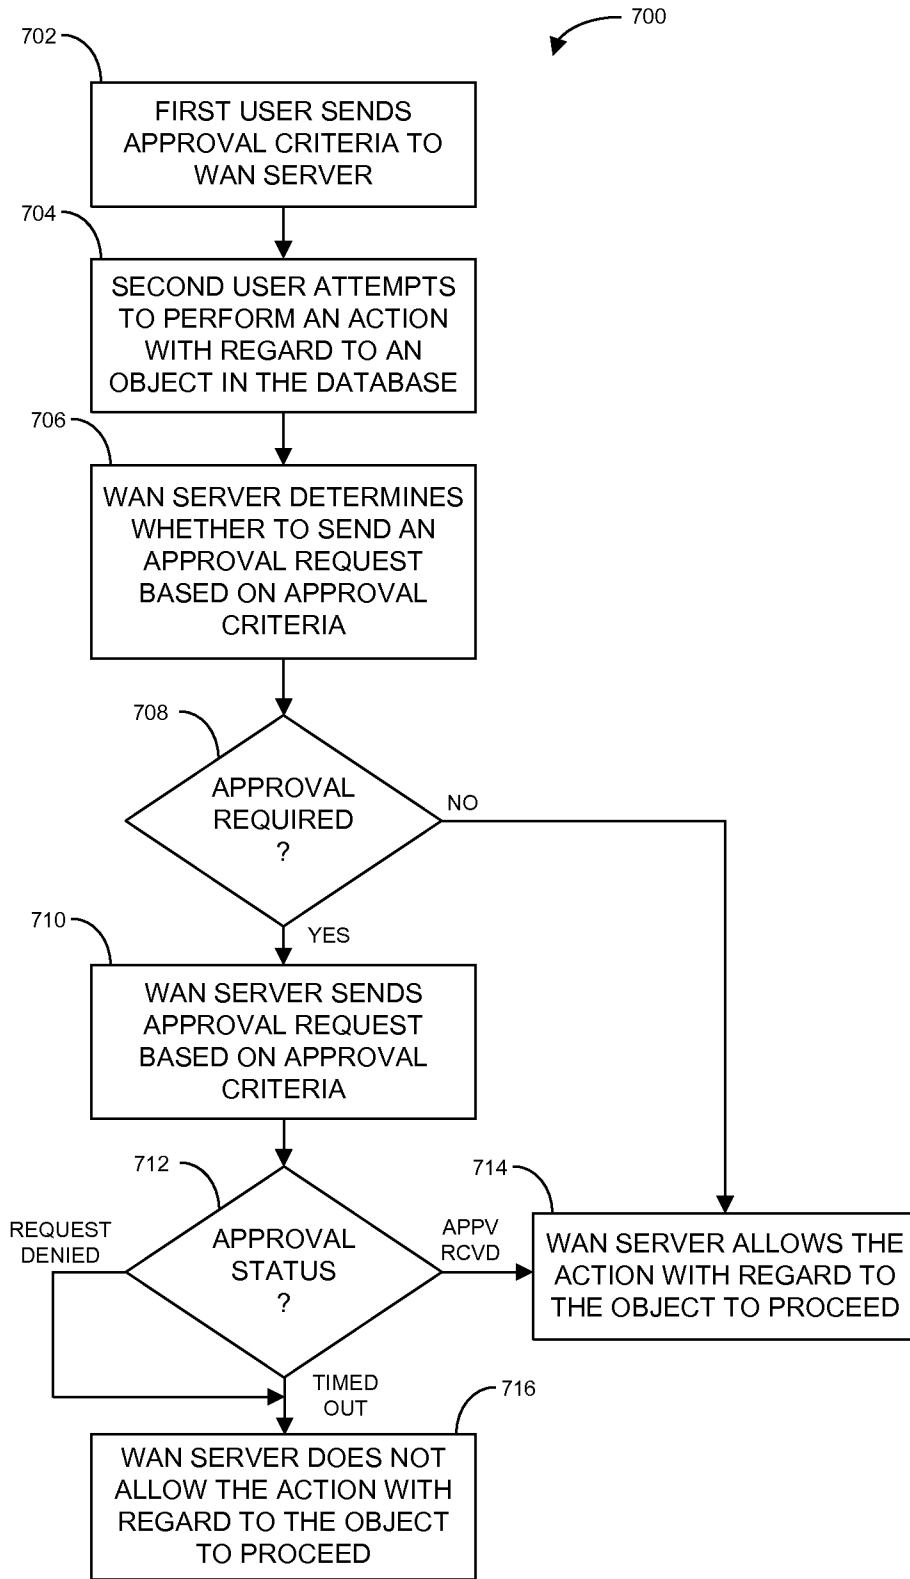 700
702
FIRST USER SENDS
APPROVAL CRITERIA TO
WAN SERVER
704
SECOND USER ATTEMPTS
TO PERFORM AN ACTION
WITH REGARD TO AN
OBJECT IN THE DATABASE
706
WAN SERVER DETERMINES
WHETHER TO SEND AN
APPROVAL REQUEST
BASED ON APPROVAL
CRITERIA
708
APPROVAL
REQUIRED
?
NO
YES
710
WAN SERVER SENDS
APPROVAL REQUEST
BASED ON APPROVAL
CRITERIA
712
APPROVAL
STATUS
?
REQUEST
DENIED
APPV
RCVD
714
WAN SERVER ALLOWS THE
ACTION WITH REGARD TO
THE OBJECT TO PROCEED
TIMED
OUT
716
WAN SERVER DOES NOT
ALLOW THE ACTION WITH
REGARD TO THE OBJECT
TO PROCEED